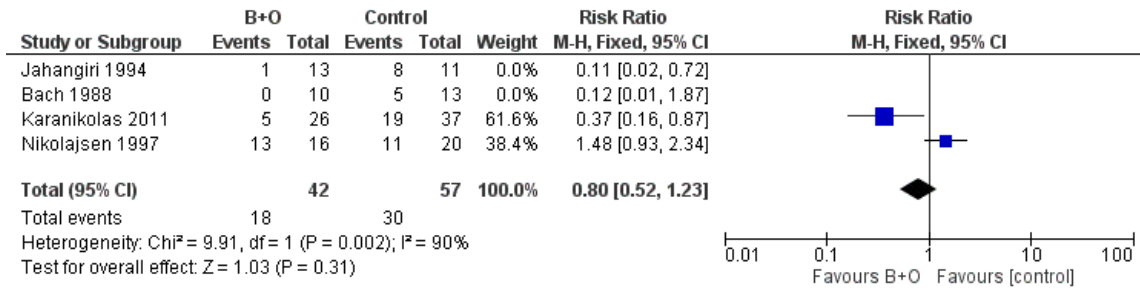 B+O Control Risk Ratio Risk Ratio
Study or Subgroup Events Total Events Total Weight M-H, Fixed, 95% CI M-H, Fixed, 95% CI
Jahangiri 1994 1 13 8 11 0.0% 0.11 [0.02, 0.72]
Bach 1988 0 10 5 13 0.0% 0.12 [0.01, 1.87]
Karanikolas 2011 5 26 19 37 61.6% 0.37 [0.16, 0.87]
Nikolajsen 1997 13 16 11 20 38.4% 1.48 [0.93, 2.34]
Total (95% CI) 42 57 100.0% 0.80 [0.52, 1.23]
Total events 18 30
Heterogeneity: Chi² = 9.91, df = 1 (P = 0.002); I² = 90%
Test for overall effect: Z = 1.03 (P = 0.31)
0.01 0.1 1 10 100
Favours B+O Favours [control]